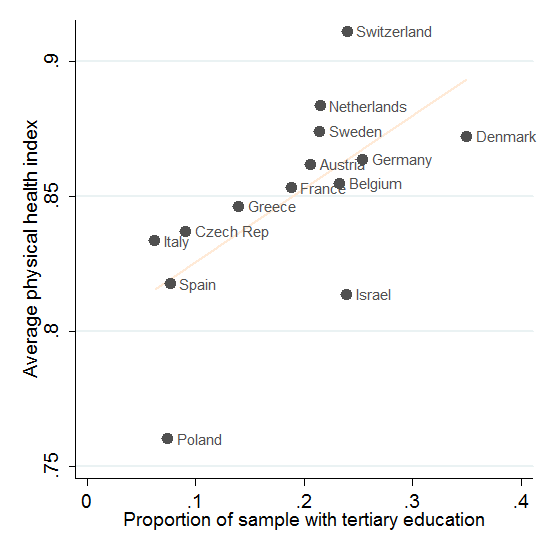 Average physical health index
.9
.85
.8
.75
Switzerland
Netherlands
Sweden
Denmark
Germany
Austria
Belgium
France
Greece
Czech Rep
Italy
Spain
Israel
Poland
0
.1
.2
.3
.4
Proportion of sample with tertiary education